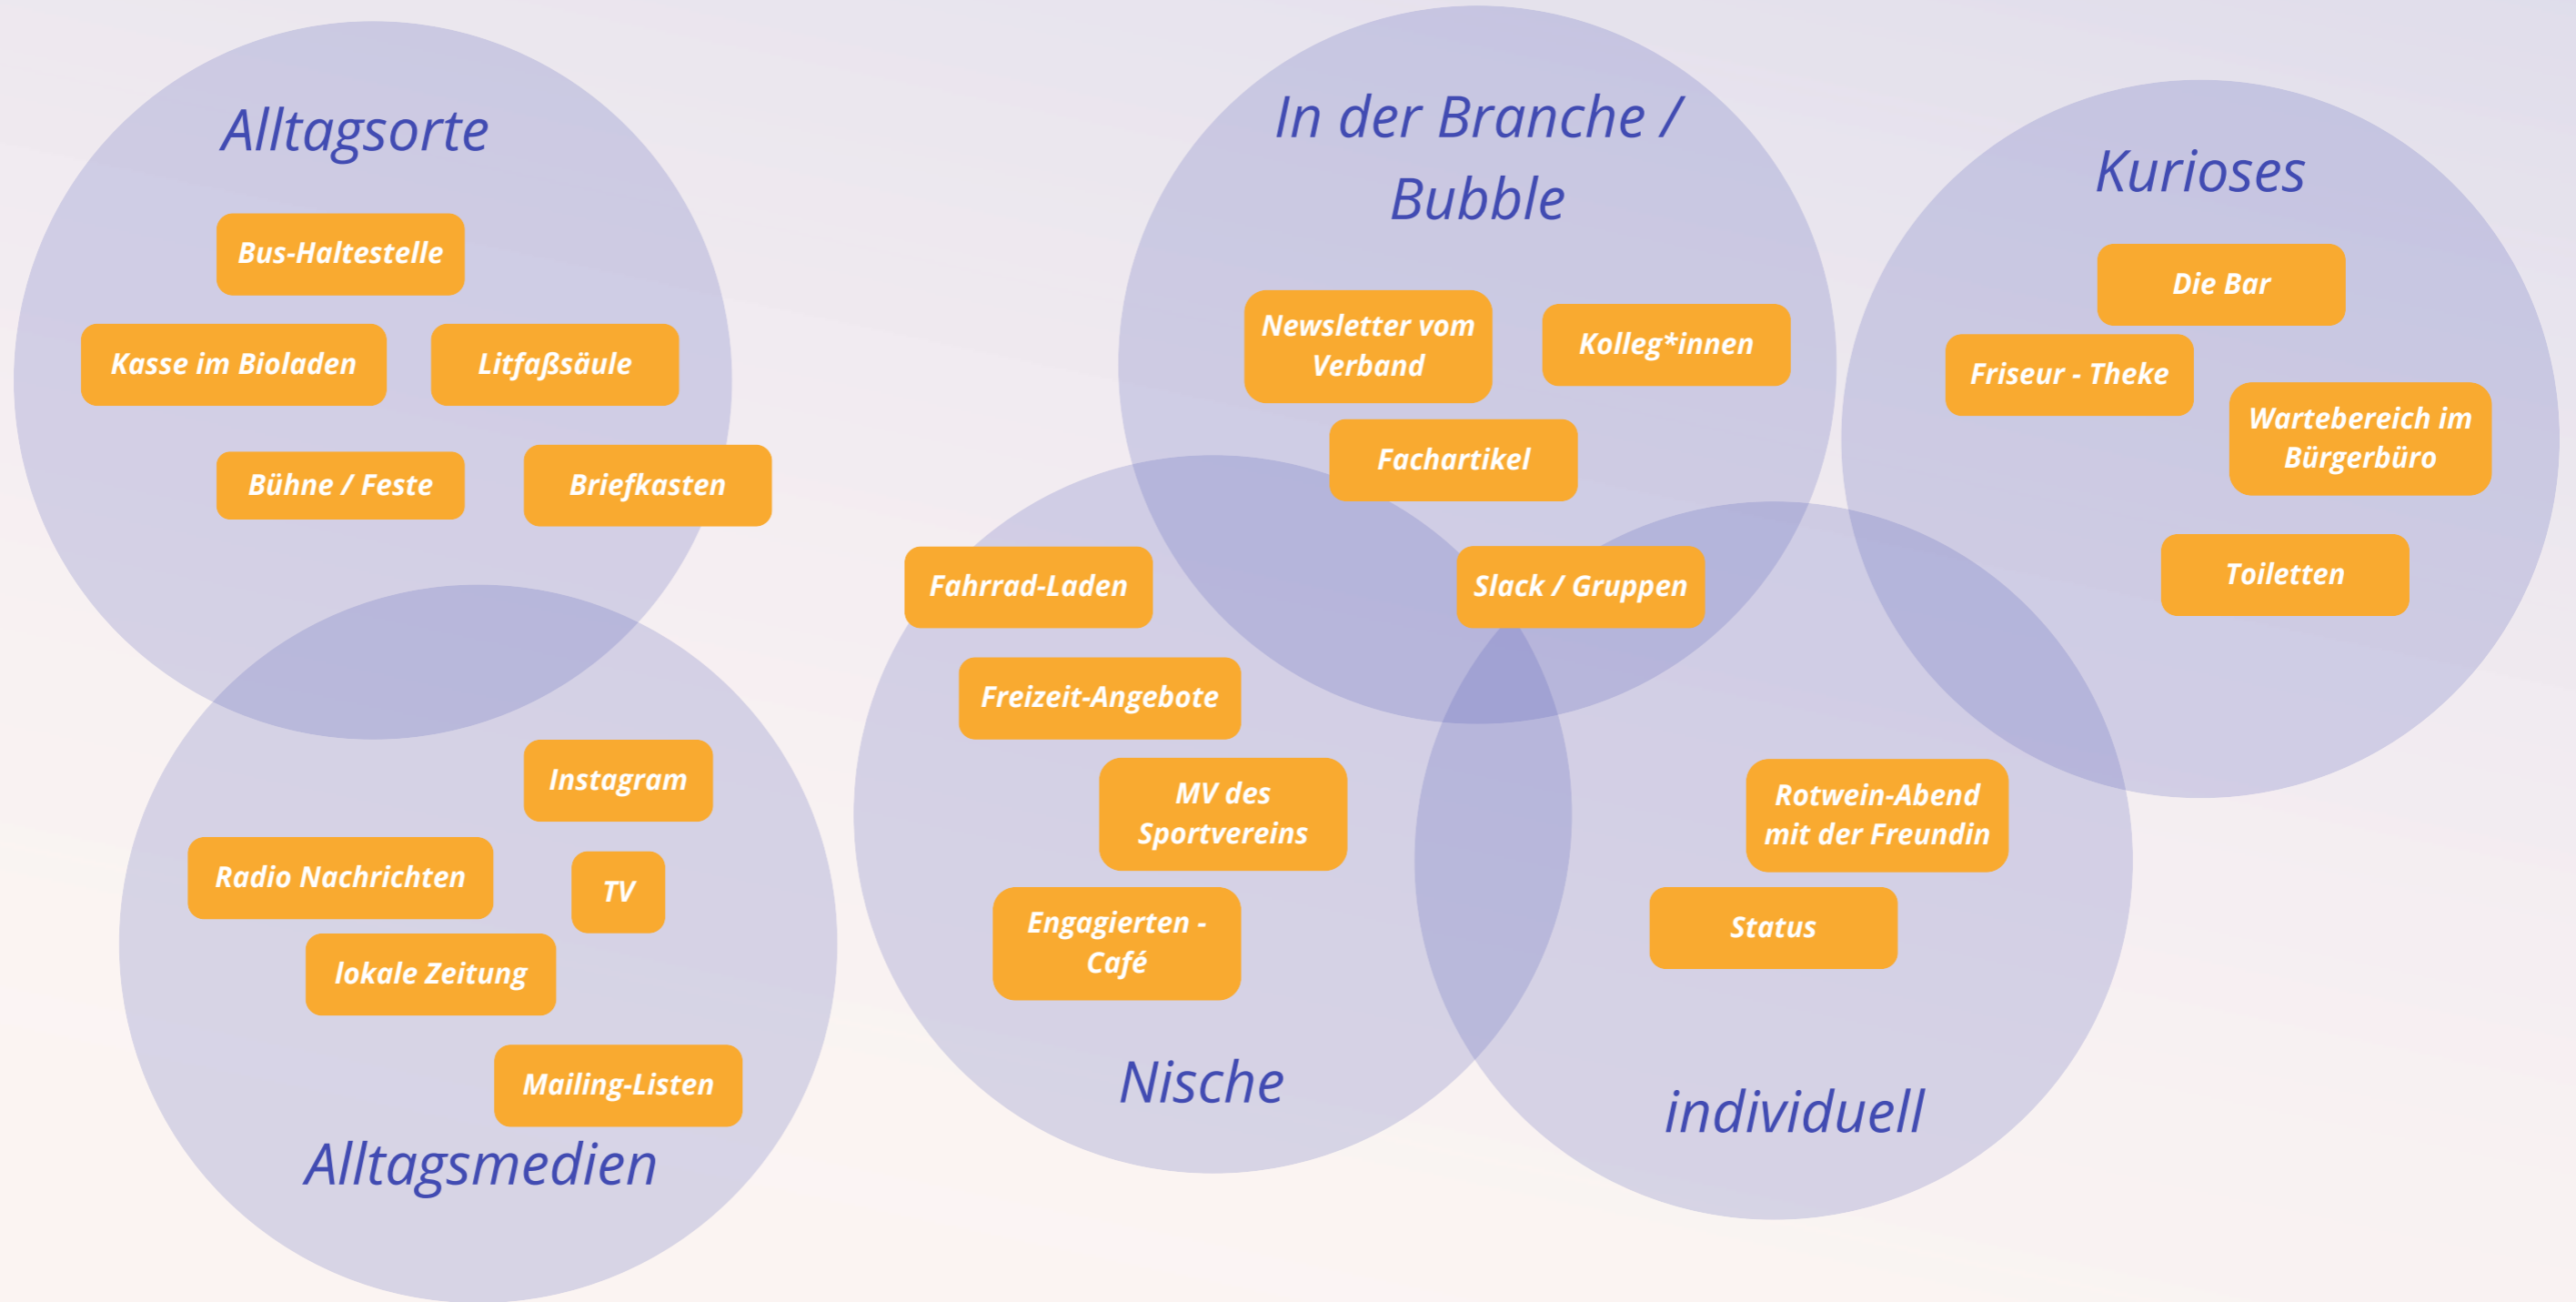 Alltagsorte
Bus-Haltestelle
Kasse im Bioladen
Litfaßsäule
Bühne / Feste
Briefkasten
Instagram
Radio Nachrichten
TV
lokale Zeitung
Mailing-Listen
Alltagsmedien
In der Branche /
Bubble
Newsletter vom
Verband
Kolleg*innen
Fachartikel
Slack / Gruppen
Fahrrad-Laden
Freizeit-Angebote
MV des
Sportvereins
Engagierten -
Café
Nische
Rotwein-Abend
mit der Freundin
Status
individuell
Kurioses
Die Bar
Friseur - Theke
Wartebereich im
Bürgerbüro
Toiletten